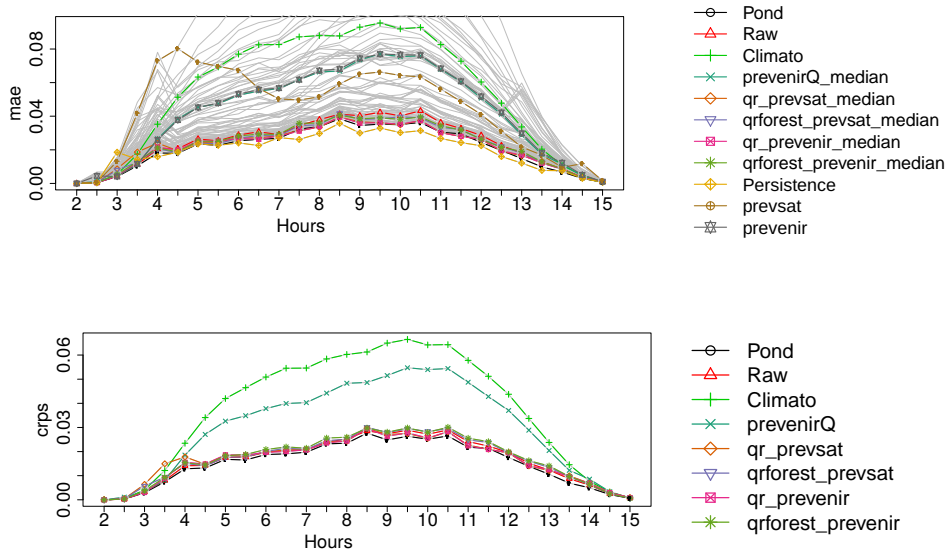 mae
0.08
0.04
0.00
2 3 4 5 6 7 8 9 10 11 12 13 14 15
Hours
Pond
Raw
Climato
prevenirQ_median
qr_prevsat_median
qrforest_prevsat_median
qr_prevenir_median
qrforest_prevenir_median
Persistence
prevsat
prevenir
crps
0.06
0.03
0.00
2 3 4 5 6 7 8 9 10 11 12 13 14 15
Hours
Pond
Raw
Climato
prevenirQ
qr_prevsat
qrforest_prevsat
qr_prevenir
qrforest_prevenir